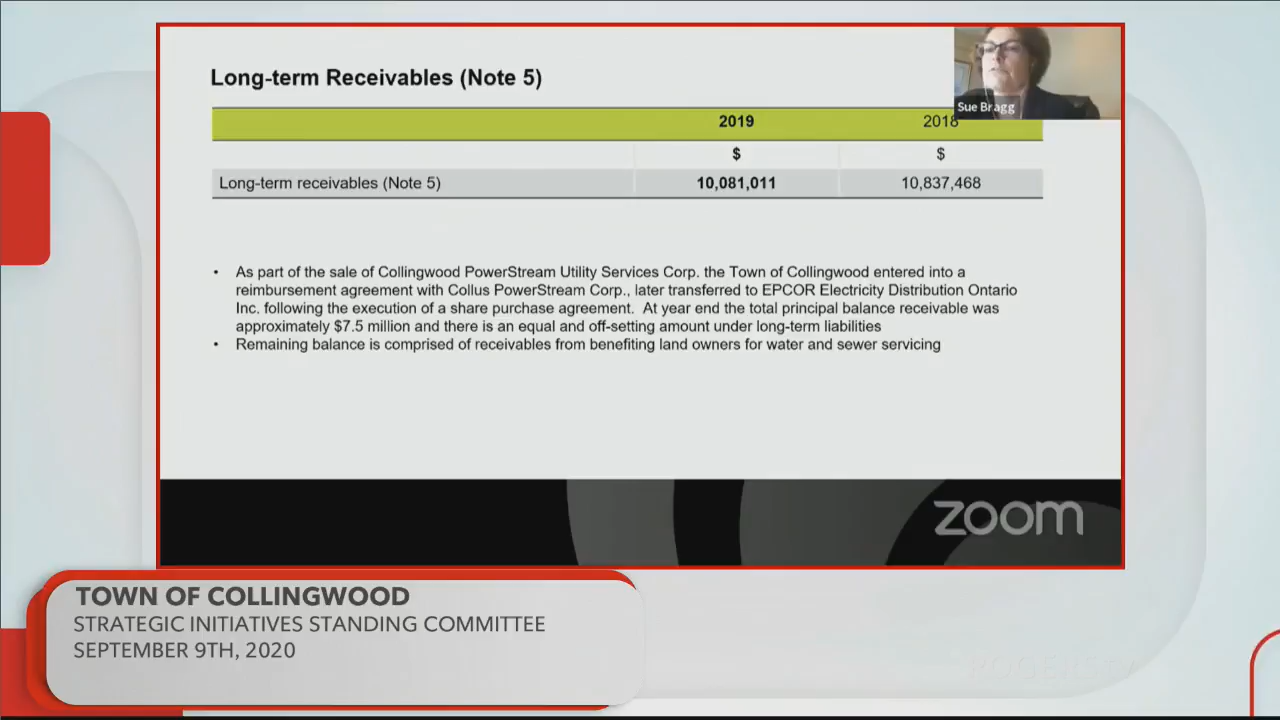 Long-term Receivables (Note 5)
Sue Bragg
2019 2018
$ $
Long-term receivables (Note 5) 10,081,011 10,837,468
• As part of the sale of Collingwood PowerStream Utility Services Corp. the Town of Collingwood entered into a
reimbursement agreement with Collus PowerStream Corp., later transferred to EPCOR Electricity Distribution Ontario
Inc. following the execution of a share purchase agreement. At year end the total principal balance receivable was
approximately $7.5 million and there is an equal and off-setting amount under long-term liabilities
• Remaining balance is comprised of receivables from benefiting land owners for water and sewer servicing
zoom
TOWN OF COLLINGWOOD
STRATEGIC INITIATIVES STANDING COMMITTEE
SEPTEMBER 9TH, 2020